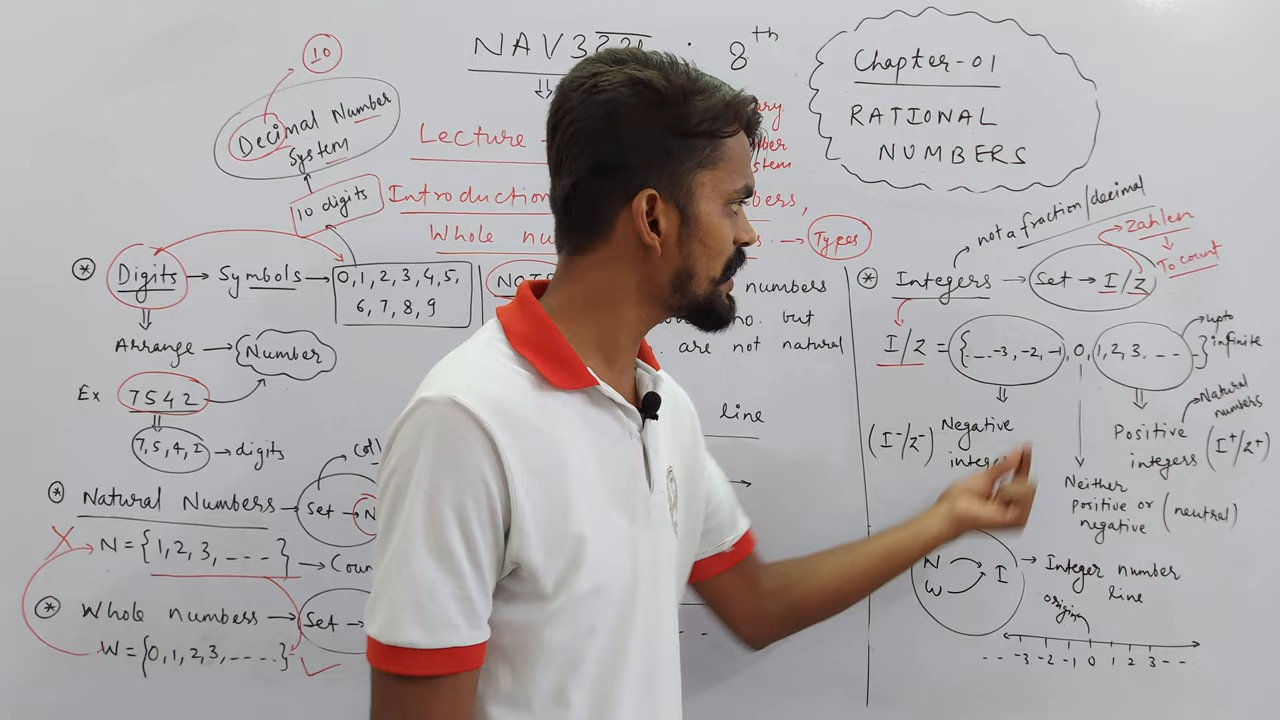 NAV3 8th
Chapter-01
RATIONAL
NUMBERS
10
Decimal Number
System
10 digits
Lecture
Introduction
Whole
→ Types
⊛ Digits → Symbols → 0, 1, 2, 3, 4, 5,
6, 7, 8, 9
Arrange → Number
Ex 7542
7, 5, 4, 2 → digits
⊛ Natural Numbers → Set → N
X N = {1, 2, 3, - - - -} →
⊛ Whole numbers → Set →
W = {0, 1, 2, 3, - - - - .} ✓
numbers
no. but
are not natural
line
not a fraction/decimal
Zahlen
To count
⊛ Integers → Set → I/Z
I/Z = {... -3, -2, -1, 0, 1, 2, 3. -- - -}
upto
infinite
Natural
numbers
(I⁻/Z⁻) Negative
Positive
integers (I⁺/Z⁺)
Neither
positive or
negative (neutral)
N
W I → Integer number
line
origin
- - -3 -2 -1 0 1 2 3 - - -